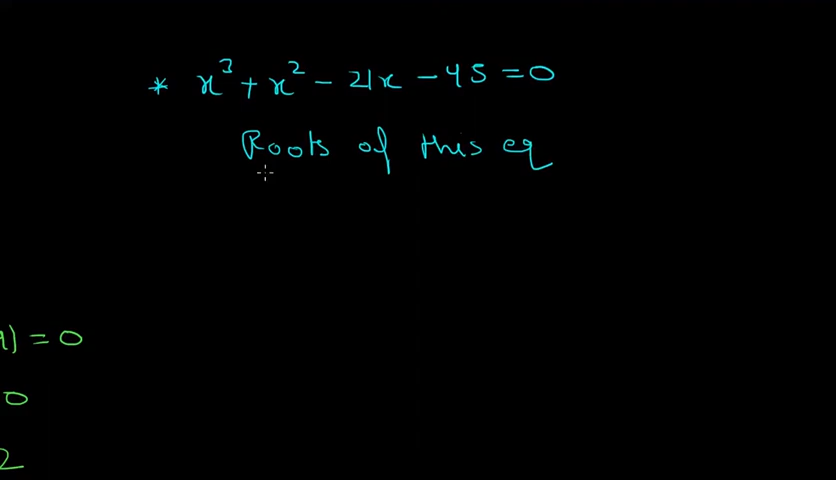 * x³ + x² - 21x - 45 = 0
Roots of this eq
) = 0
0
2